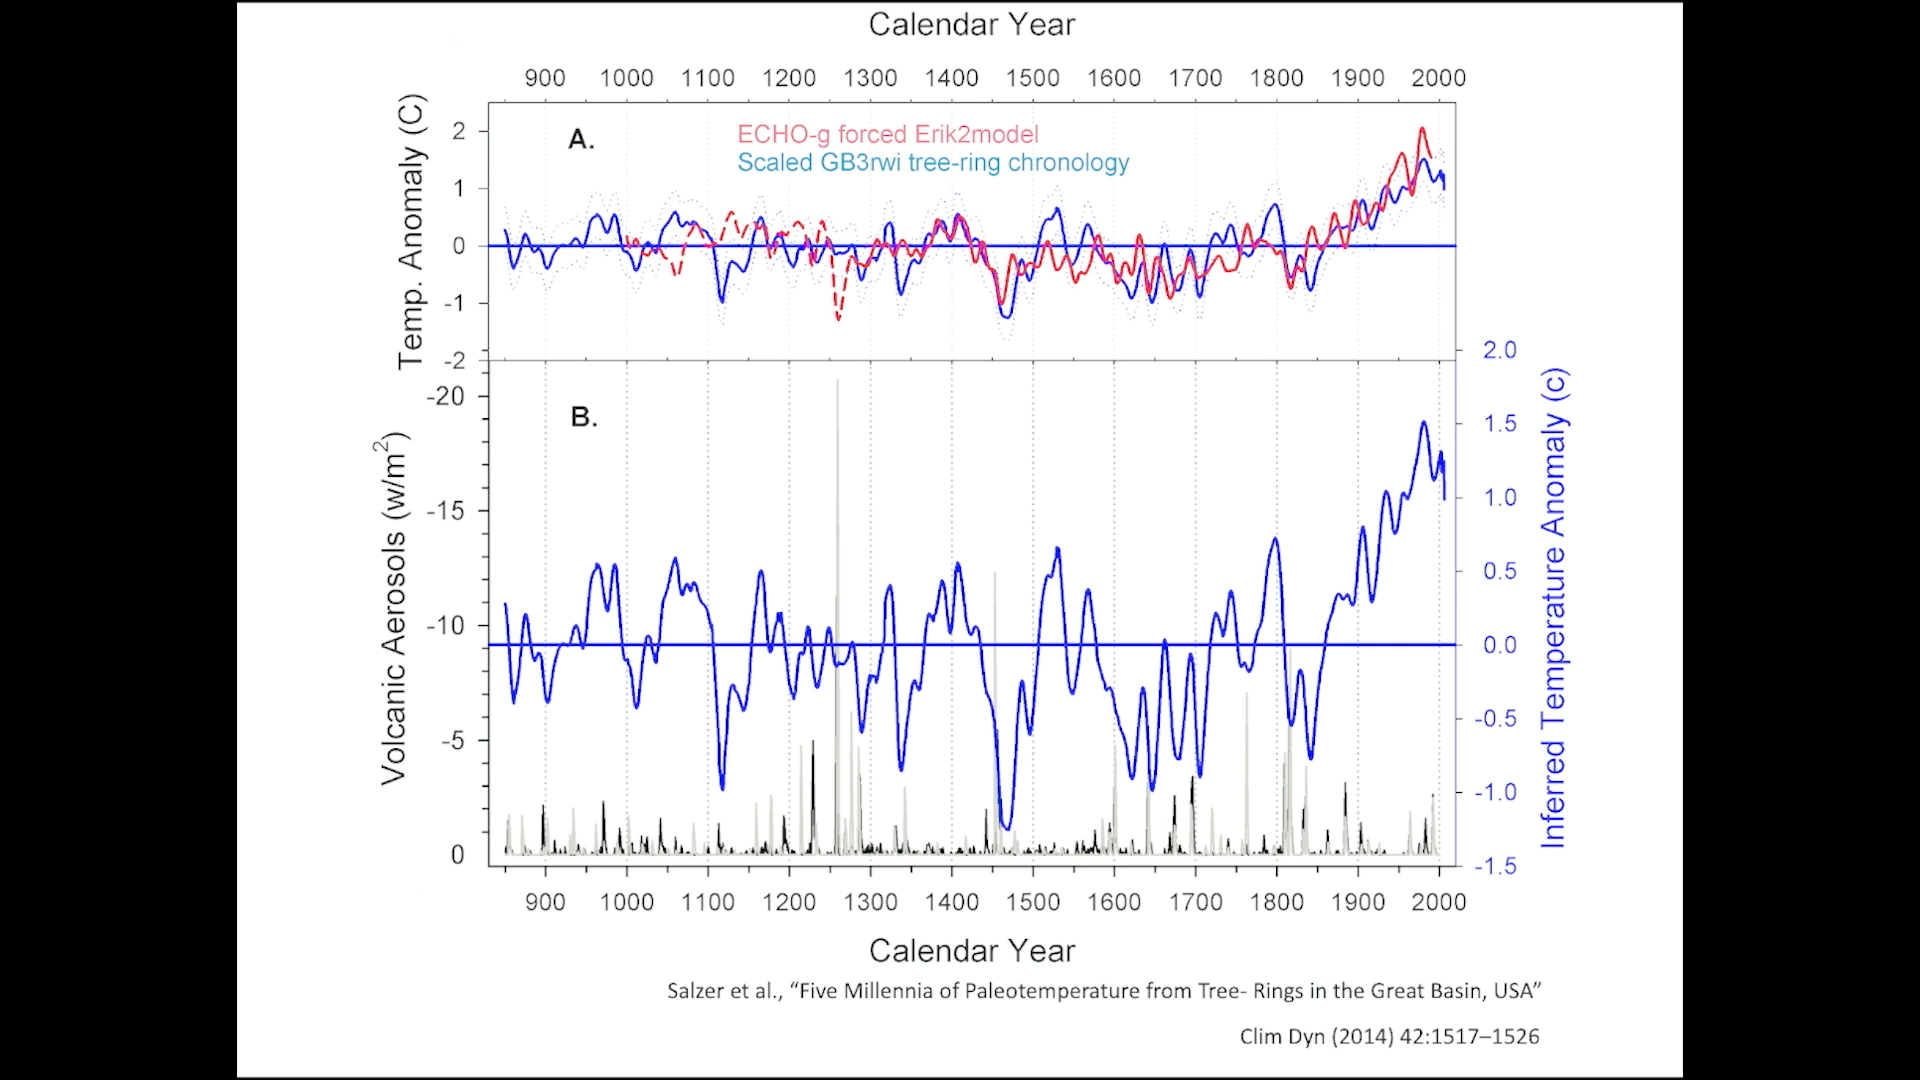 Calendar Year
900 1000 1100 1200 1300 1400 1500 1600 1700 1800 1900 2000
A.
ECHO-g forced Erik2model
Scaled GB3rwi tree-ring chronology
Temp. Anomaly (C)
2
1
0
-1
-2
B.
Volcanic Aerosols (w/m2)
-20
-15
-10
-5
0
2.0
1.5
1.0
0.5
0.0
-0.5
-1.0
-1.5
Inferred Temperature Anomaly (c)
900 1000 1100 1200 1300 1400 1500 1600 1700 1800 1900 2000
Calendar Year
Salzer et al., “Five Millennia of Paleotemperature from Tree- Rings in the Great Basin, USA”
Clim Dyn (2014) 42:1517–1526